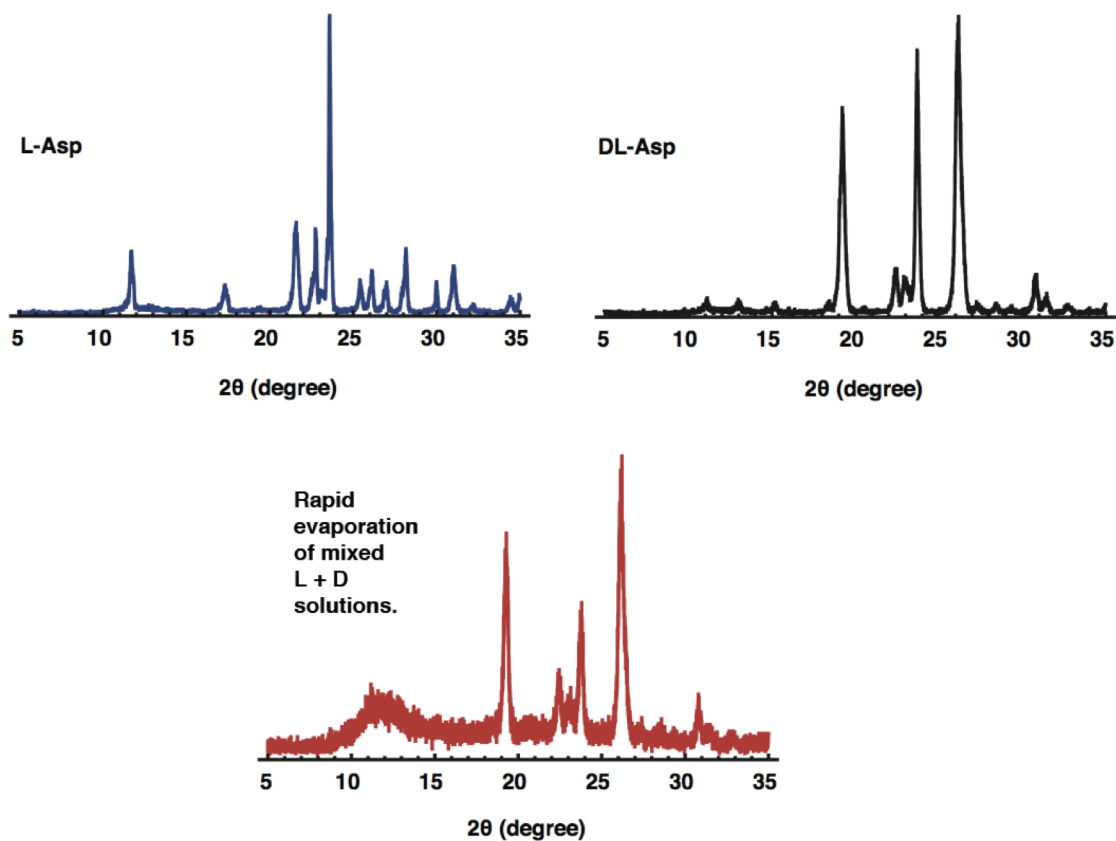 L-Asp
5 10 15 20 25 30 35
2θ (degree)
DL-Asp
5 10 15 20 25 30 35
2θ (degree)
Rapid
evaporation
of mixed
L + D
solutions.
5 10 15 20 25 30 35
2θ (degree)